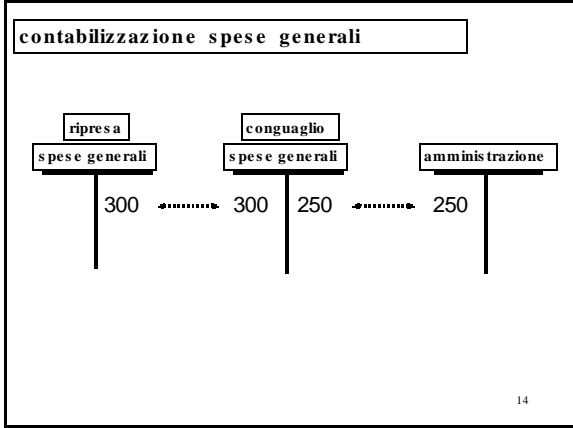 contabilizzazione spese generali
ripresa
spese generali
conguaglio
spese generali
amministrazione
300 300 250 250
14